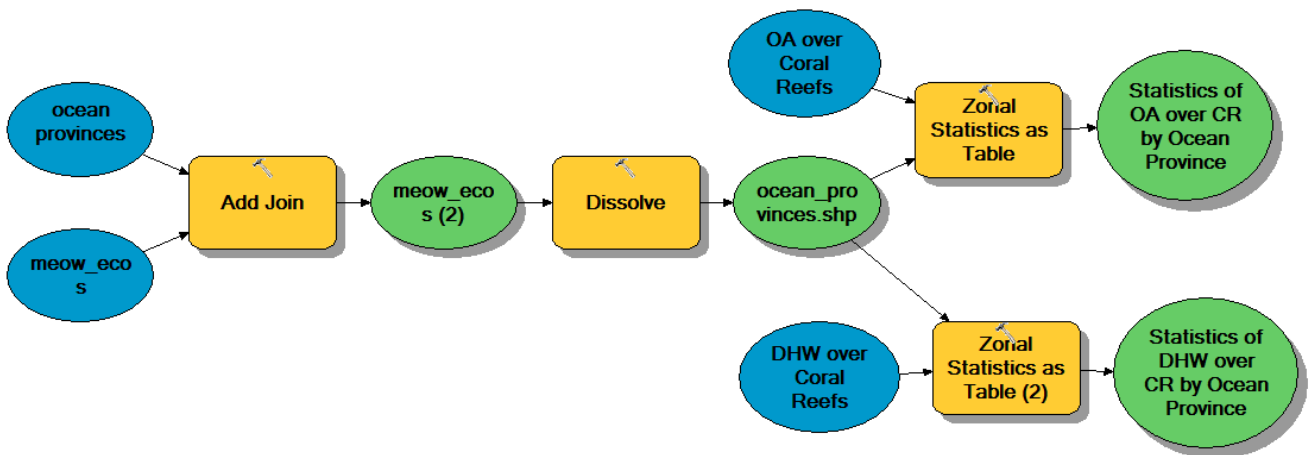 ocean
provinces
meow_eco
s
Add Join
meow_eco
s (2)
Dissolve
ocean_pro
vinces.shp
OA over
Coral
Reefs
Zonal
Statistics as
Table
Statistics of
OA over CR
by Ocean
Province
DHW over
Coral
Reefs
Zonal
Statistics as
Table (2)
Statistics of
DHW over
CR by Ocean
Province